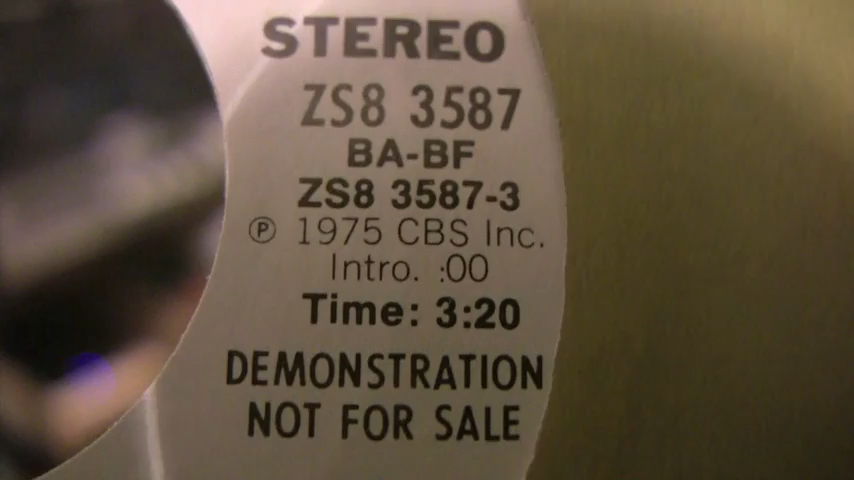 STEREO
ZS8 3587
BA-BF
ZS8 3587-3
Ⓟ 1975 CBS Inc.
Intro. :00
Time: 3:20
DEMONSTRATION
NOT FOR SALE